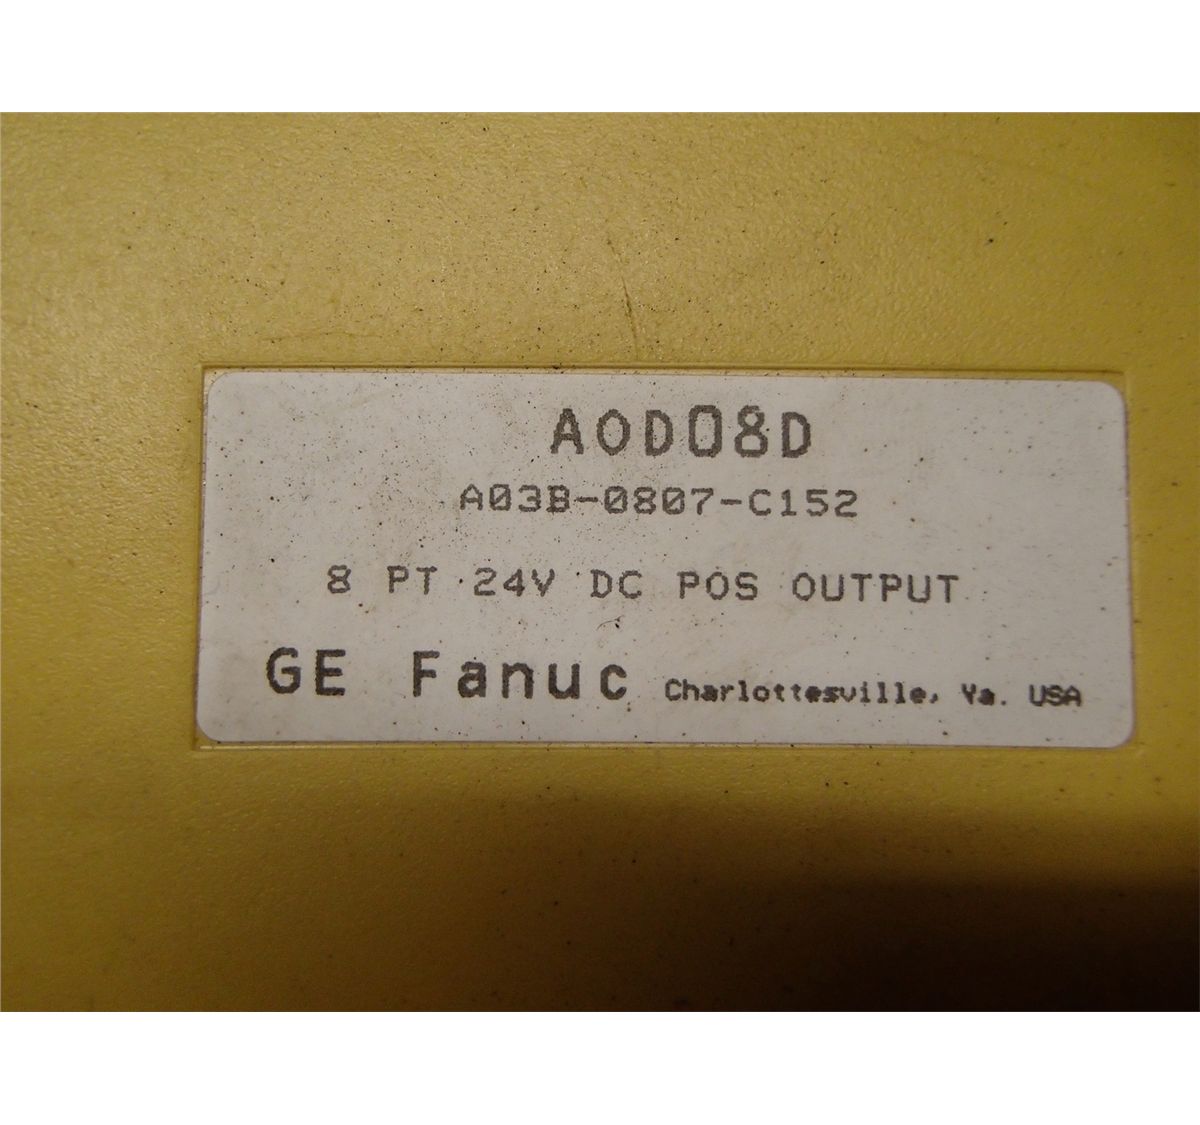 AOD08D
A03B-0807-C152
8 PT 24V DC POS OUTPUT
GE Fanuc Charlottesville, Va. USA